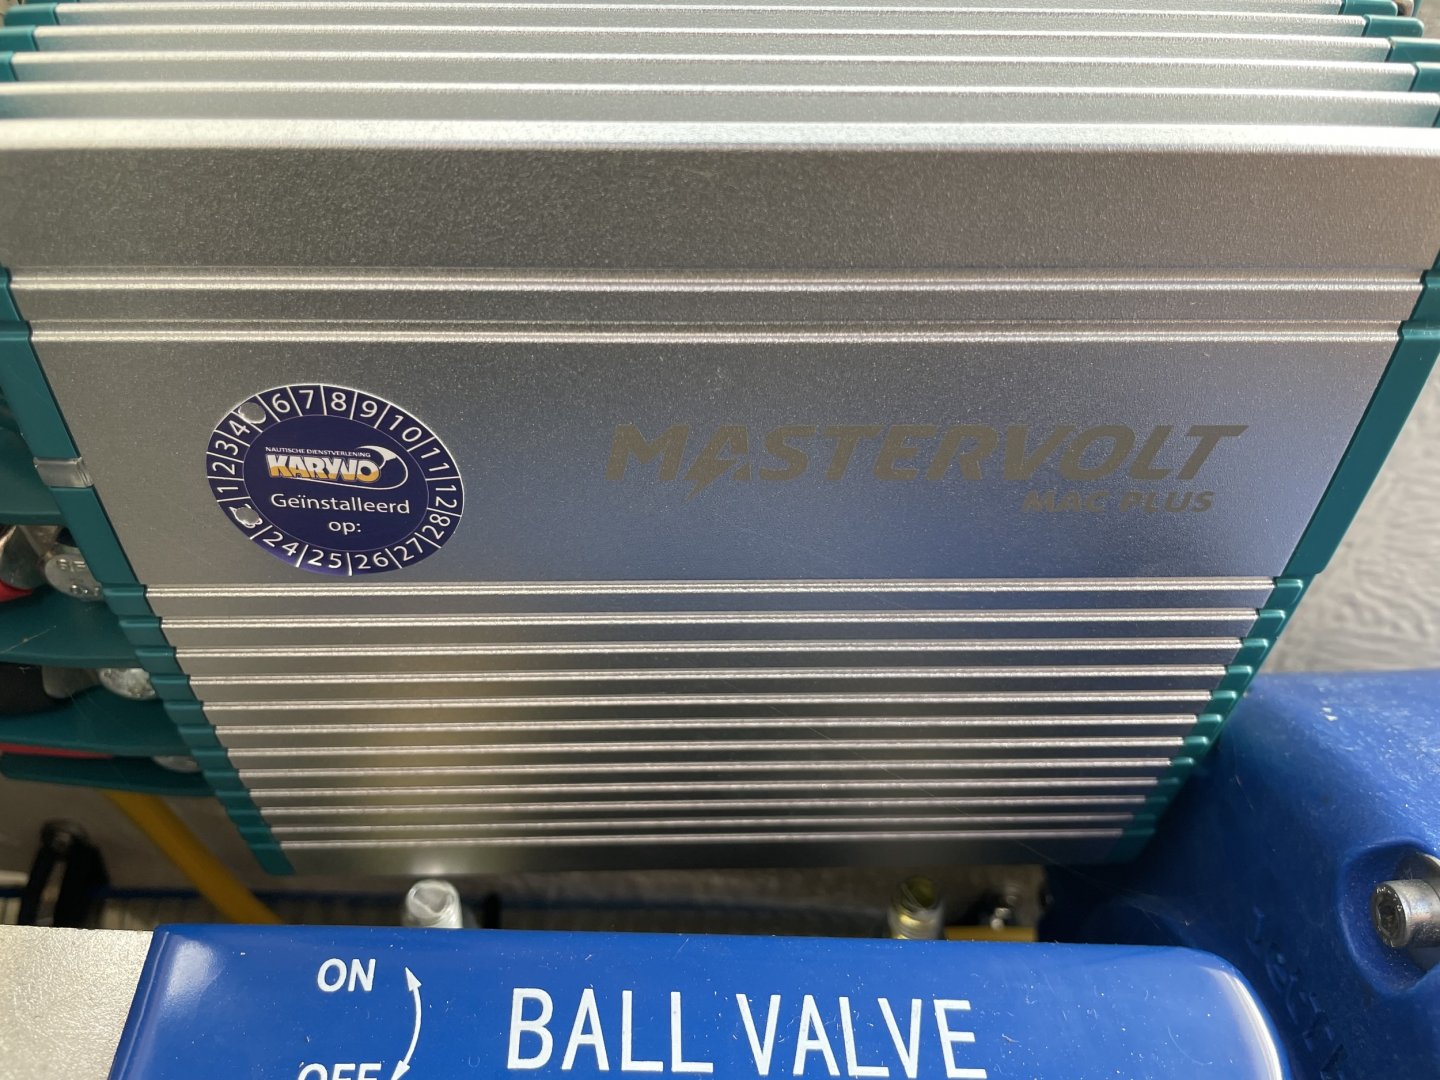 1 2 3 4 6 7 8 9 10 11 12
NAUTISCHE DIENSTVERLENING
KARVVO
Geïnstalleerd
op:
24 25 26 27 28
MASTERVOLT
MAC PLUS
ON
OFF
BALL VALVE